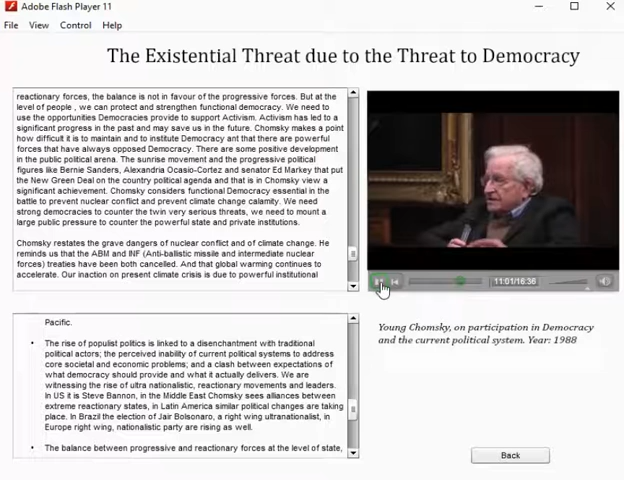 Adobe Flash Player 11
File View Control Help
The Existential Threat due to the Threat to Democracy
reactionary forces, the balance is not in favour of the progressive forces. But at the
level of people , we can protect and strengthen functional democracy. We need to
use the opportunities Democracies provide to support Activism. Activism has led to a
significant progress in the past and may save us in the future. Chomsky makes a point
how difficult it is to maintain and to institute Democracy ant that there are powerful
forces that have always opposed Democracy. There are some positive development
in the public political arena. The sunrise movement and the progressive political
figures like Bernie Sanders, Alexandria Ocasio-Cortez and senator Ed Markey that put
the New Green Deal on the country political agenda and that is in Chomsky view a
significant achievement. Chomsky considers functional Democracy essential in the
battle to prevent nuclear conflict and prevent climate change calamity. We need
strong democracies to counter the twin very serious threats, we need to mount a
large public pressure to counter the powerful state and private institutions.
Chomsky restates the grave dangers of nuclear conflict and of climate change. He
reminds us that the ABM and INF (Anti-ballistic missile and intermediate nuclear
forces) treaties have been both cancelled. And that global warming continues to
accelerate. Our inaction on present climate crisis is due to powerful institutional
11:01/16:36
Pacific.
• The rise of populist politics is linked to a disenchantment with traditional
political actors; the perceived inability of current political systems to address
core societal and economic problems; and a clash between expectations of
what democracy should provide and what it actually delivers. We are
witnessing the rise of ultra nationalistic, reactionary movements and leaders.
In US it is Steve Bannon, in the Middle East Chomsky sees alliances between
extreme reactionary states, in Latin America similar political changes are taking
place. In Brazil the election of Jair Bolsonaro, a right wing ultranationalist, in
Europe right wing, nationalistic party are rising as well.
• The balance between progressive and reactionary forces at the level of state,
Young Chomsky, on participation in Democracy
and the current political system. Year: 1988
Back